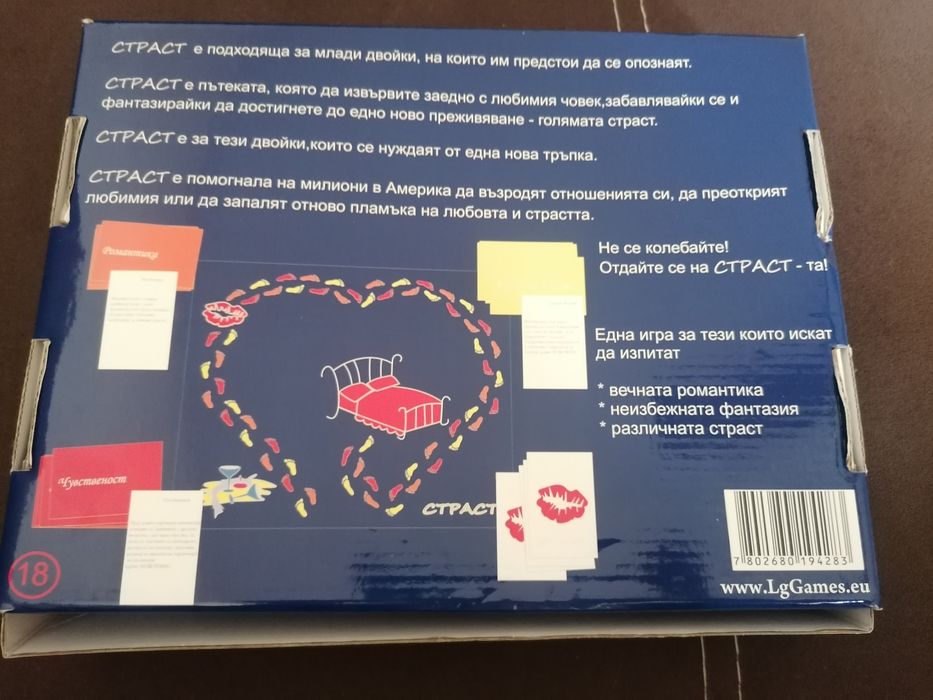 СТРАСТ е подходяща за млади двойки, на които им предстои да се опознаят.
СТРАСТ е пътеката, която да извървите заедно с любимия човек,забавлявайки се и
фантазирайки да достигнете до едно ново преживяване - голямата страст.
СТРАСТ е за тези двойки,които се нуждаят от една нова тръпка.
СТРАСТ е помогнала на милиони в Америка да възродят отношенията си, да преоткрият
любимия или да запалят отново пламъка на любовта и страстта.
Романтика
Не се колебайте!
Отдайте се на СТРАСТ - та!
Една игра за тези които искат
да изпитат
* вечната романтика
* неизбежната фантазия
* различната страст
Чувственост
СТРАСТ
18
7 802680 194283
www.LgGames.eu